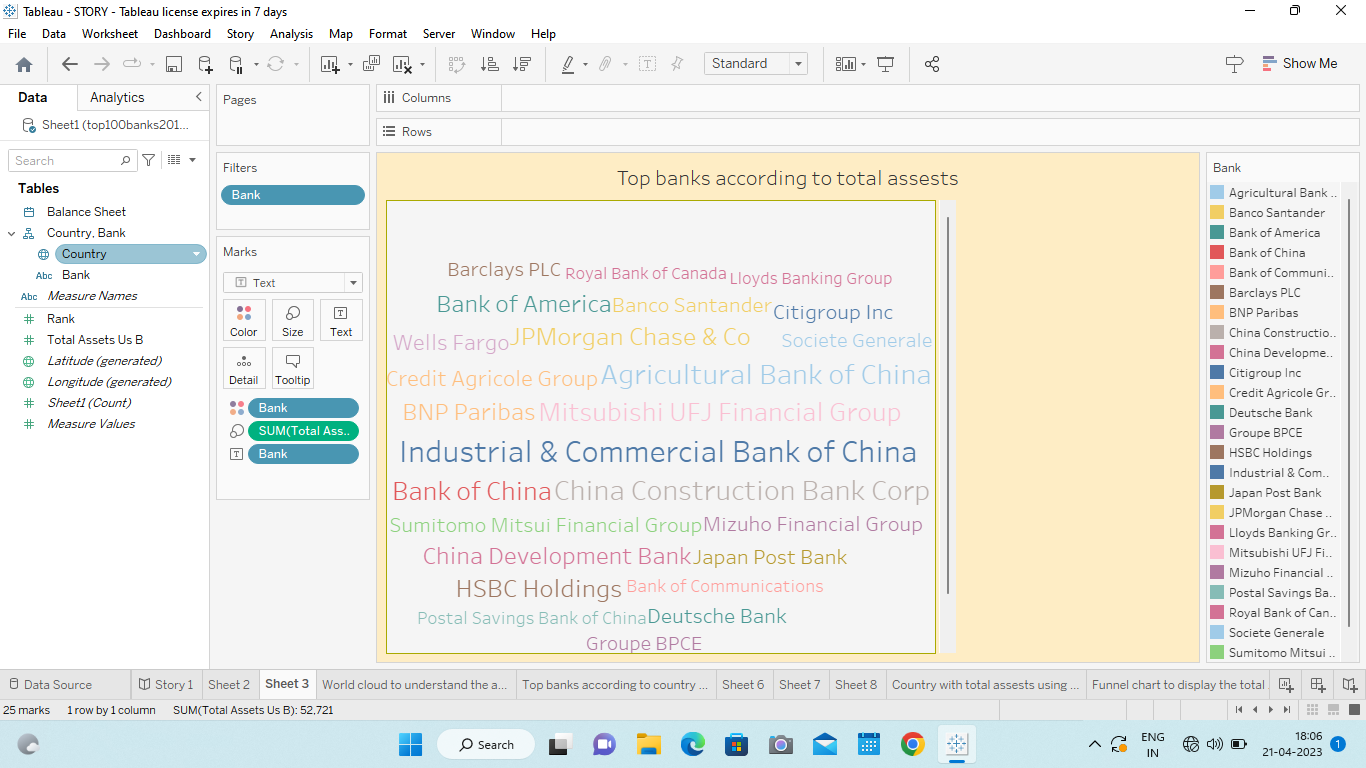 Tableau - STORY - Tableau license expires in 7 days
File Data Worksheet Dashboard Story Analysis Map Format Server Window Help
Standard
Show Me
Data Analytics
Sheet1 (top100banks201...
Search
Tables
Balance Sheet
Country, Bank
Country
Abc Bank
Abc Measure Names
Rank
Total Assets Us B
Latitude (generated)
Longitude (generated)
Sheet1 (Count)
Measure Values
Pages
Filters
Bank
Marks
Text
Color Size Text
Detail Tooltip
Bank
SUM(Total Ass..
Bank
Columns
Rows
Top banks according to total assests
Barclays PLC Royal Bank of Canada Lloyds Banking Group
Bank of America Banco Santander Citigroup Inc
Wells Fargo JPMorgan Chase & Co Societe Generale
Credit Agricole Group Agricultural Bank of China
BNP Paribas Mitsubishi UFJ Financial Group
Industrial & Commercial Bank of China
Bank of China China Construction Bank Corp
Sumitomo Mitsui Financial Group Mizuho Financial Group
China Development Bank Japan Post Bank
HSBC Holdings Bank of Communications
Postal Savings Bank of China Deutsche Bank
Groupe BPCE
Bank
Agricultural Bank ..
Banco Santander
Bank of America
Bank of China
Bank of Communi..
Barclays PLC
BNP Paribas
China Constructio..
China Developme..
Citigroup Inc
Credit Agricole Gr..
Deutsche Bank
Groupe BPCE
HSBC Holdings
Industrial & Com..
Japan Post Bank
JPMorgan Chase ..
Lloyds Banking Gr..
Mitsubishi UFJ Fi..
Mizuho Financial ..
Postal Savings Ba..
Royal Bank of Can..
Societe Generale
Sumitomo Mitsui ..
Data Source Story 1 Sheet 2 Sheet 3 World cloud to understand the a... Top banks according to country ... Sheet 6 Sheet 7 Sheet 8 Country with total assests using ... Funnel chart to display the total
25 marks 1 row by 1 column SUM(Total Assets Us B): 52,721
Search
ENG
IN
18:06
21-04-2023
1